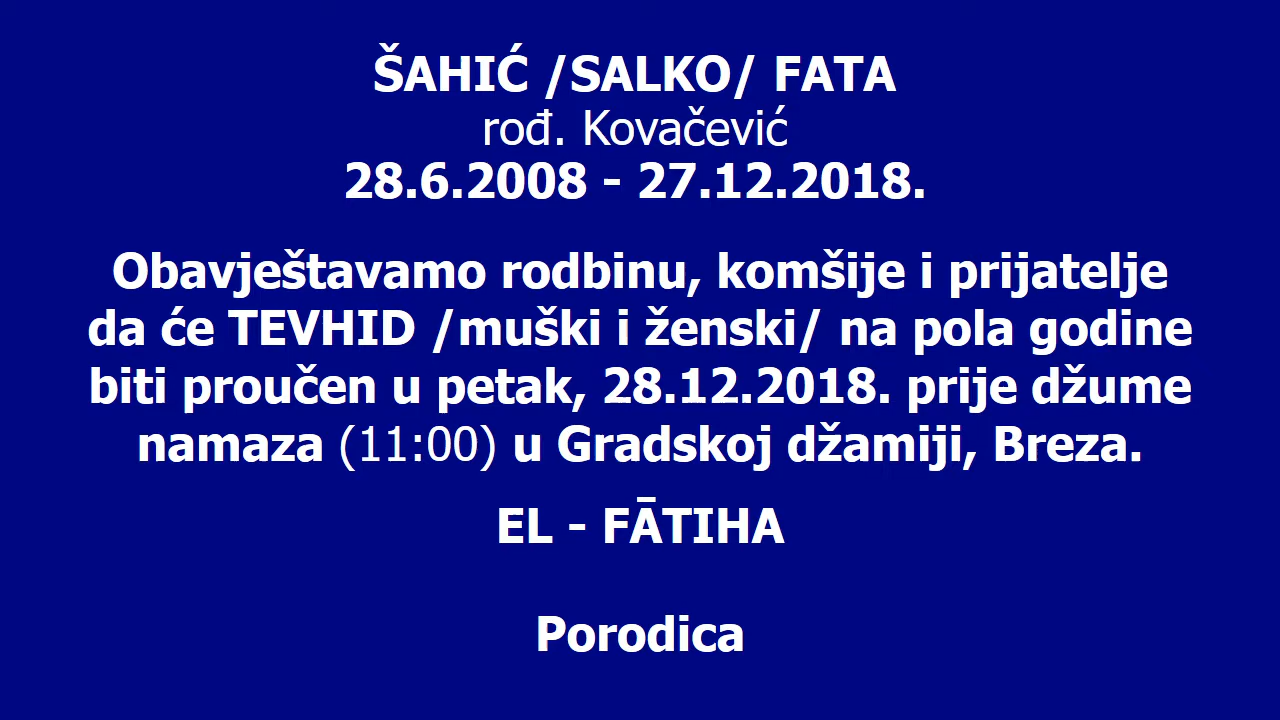 ŠAHIĆ /SALKO/ FATA
rođ. Kovačević
28.6.2008 - 27.12.2018.
Obavještavamo rodbinu, komšije i prijatelje
da će TEVHID /muški i ženski/ na pola godine
biti proučen u petak, 28.12.2018. prije džume
namaza (11:00) u Gradskoj džamiji, Breza.
EL - FĀTIHA
Porodica